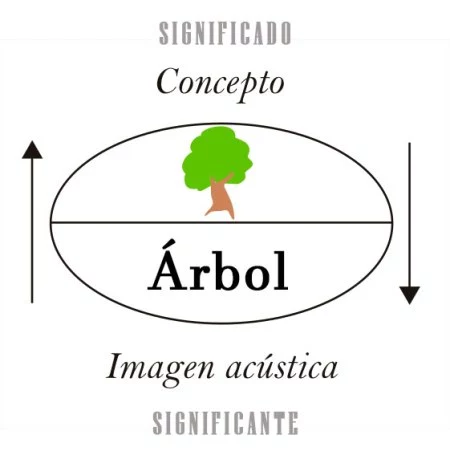 SIGNIFICADO
Concepto
Árbol
Imagen acústica
SIGNIFICANTE